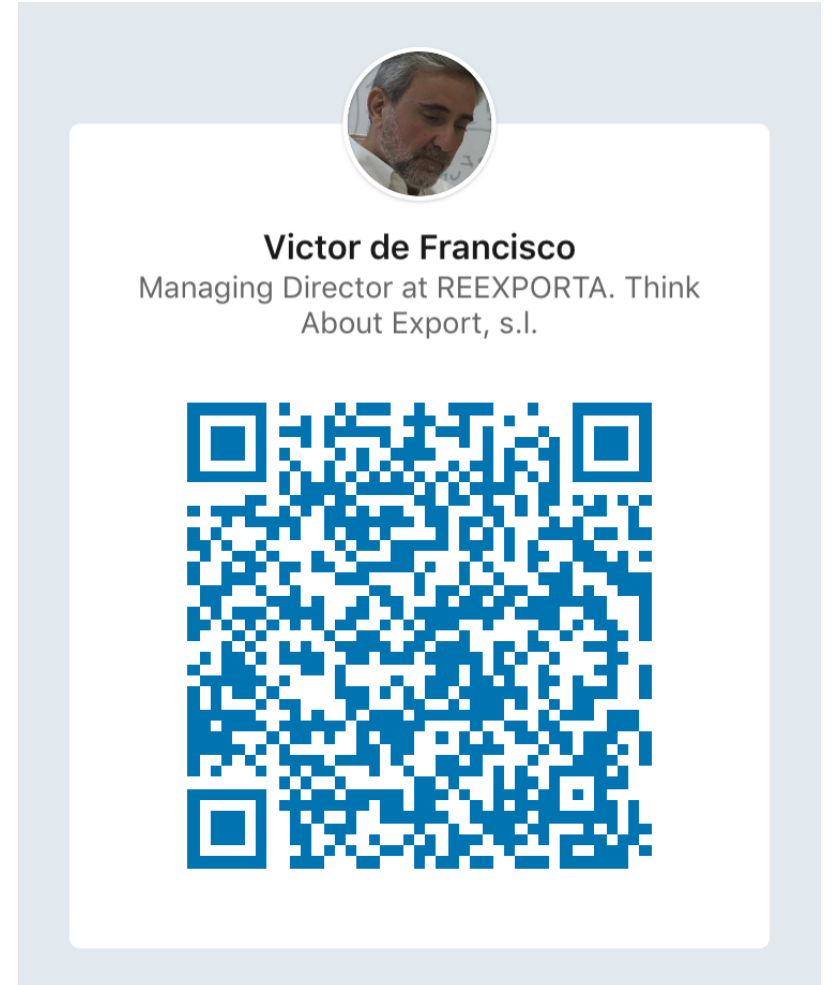 Victor de Francisco
Managing Director at REEXPORTA. Think
About Export, s.l.